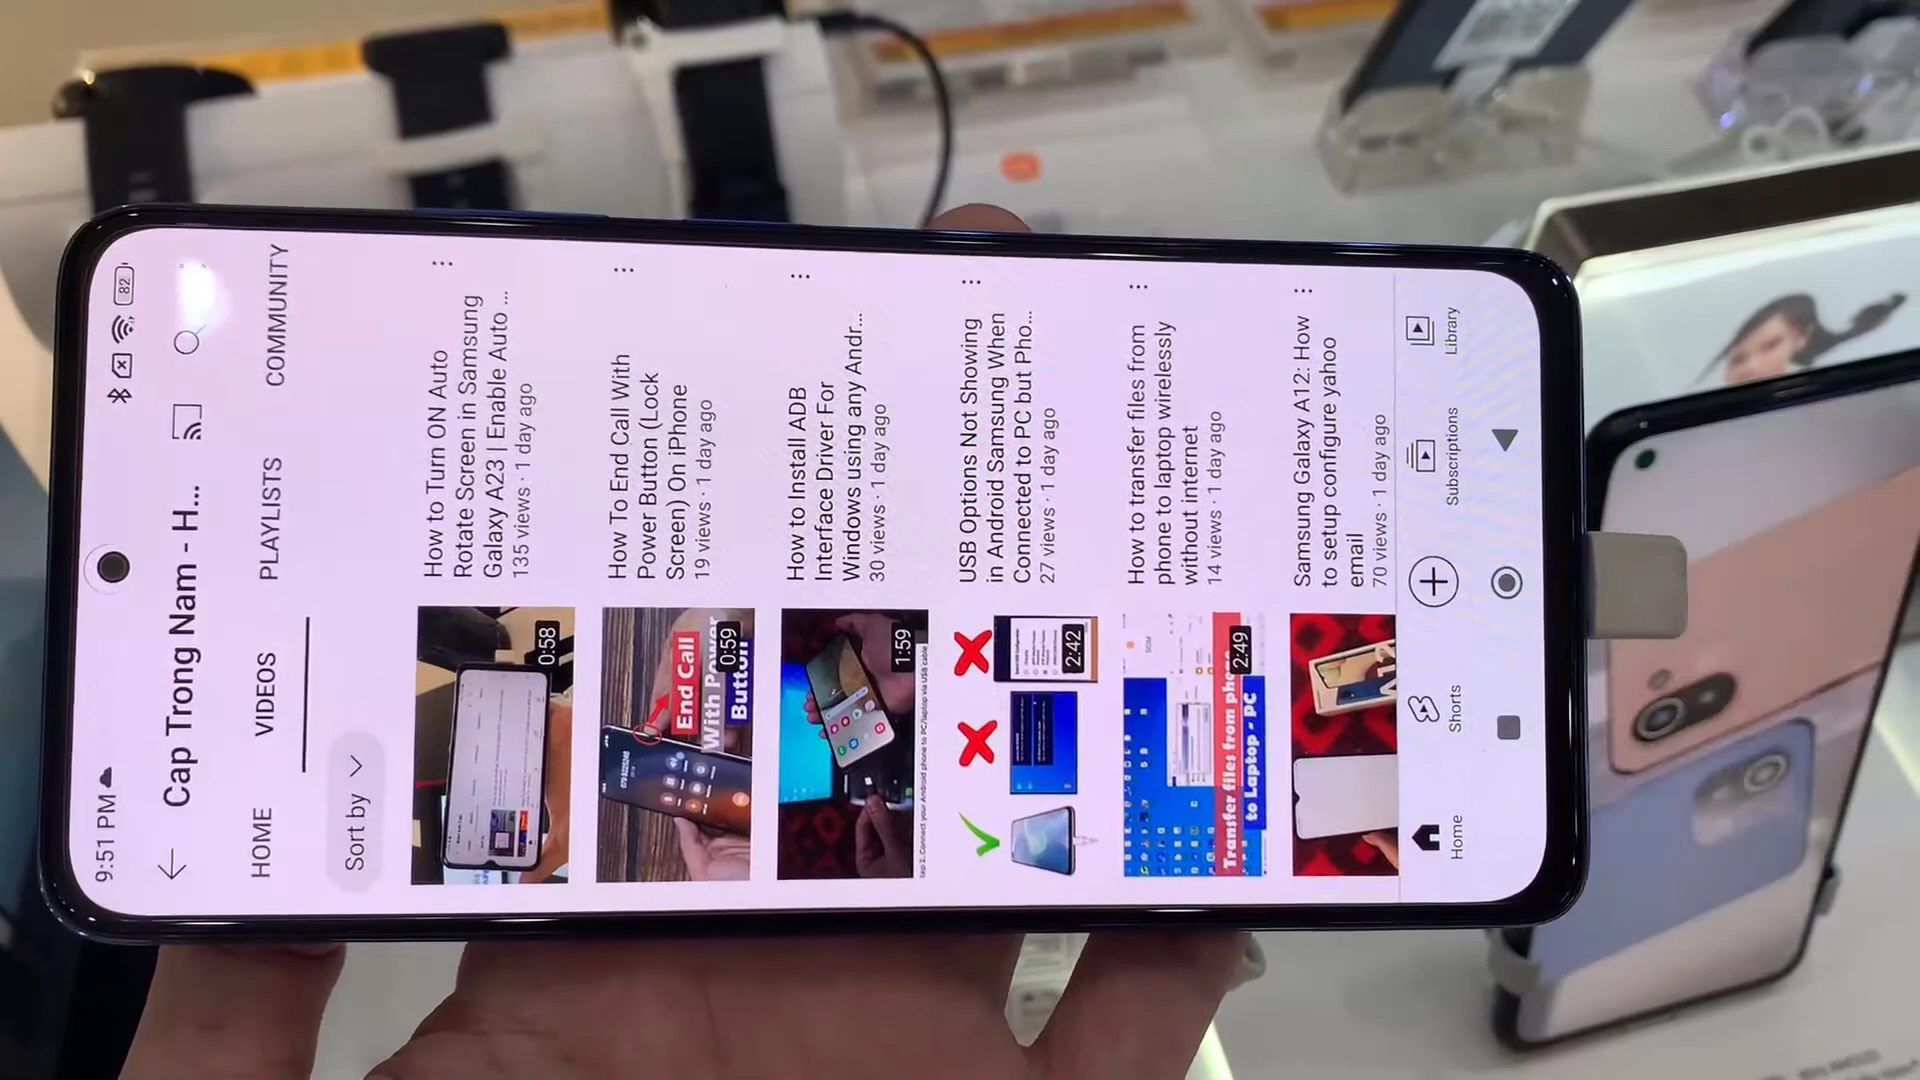 9:51 PM
82
Cap Trong Nam - H...
HOME
VIDEOS
PLAYLISTS
COMMUNITY
Sort by
0:58
How to Turn ON Auto
Rotate Screen in Samsung
Galaxy A23 | Enable Auto ...
135 views · 1 day ago
End Call
With Power
Button
0:59
How To End Call With
Power Button (Lock
Screen) On iPhone
19 views · 1 day ago
1:59
How to Install ADB
Interface Driver For
Windows using any Andr...
30 views · 1 day ago
2:42
USB Options Not Showing
in Android Samsung When
Connected to PC but Pho...
27 views · 1 day ago
Transfer files from phone
to Laptop - PC
2:49
How to transfer files from
phone to laptop wirelessly
without internet
14 views · 1 day ago
A12
Samsung Galaxy A12: How
to setup configure yahoo
email
70 views · 1 day ago
Home
Shorts
Subscriptions
Library